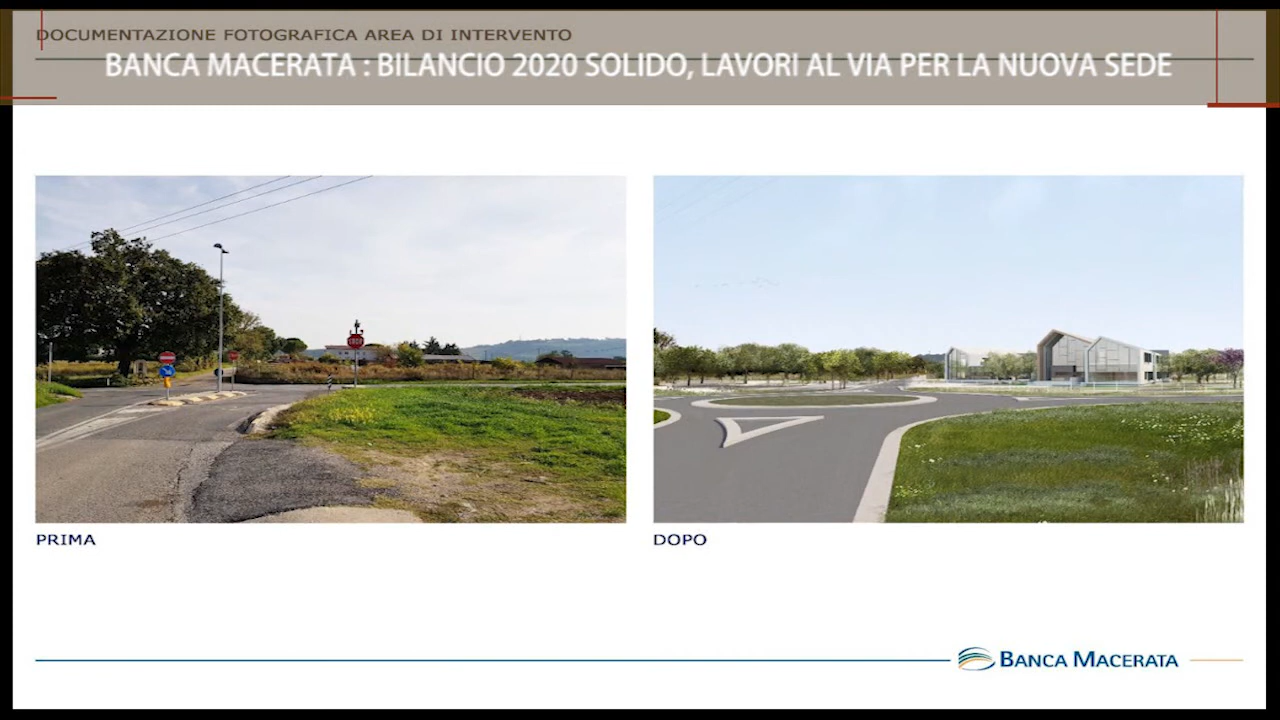 DOCUMENTAZIONE FOTOGRAFICA AREA DI INTERVENTO
BANCA MACERATA : BILANCIO 2020 SOLIDO, LAVORI AL VIA PER LA NUOVA SEDE
STOP
PRIMA
DOPO
BANCA MACERATA